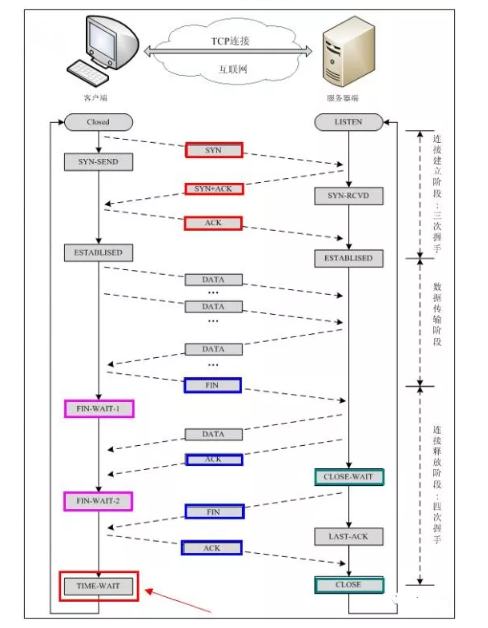 TCP连接
互联网
客户端
服务器端
Closed
LISTEN
SYN
SYN-SEND
SYN+ACK
SYN-RCVD
ACK
ESTABLISED
ESTABLISED
连接建立阶段：三次握手
DATA
...
DATA
...
DATA
...
数据传输阶段
FIN
FIN-WAIT-1
DATA
ACK
CLOSE-WAIT
FIN-WAIT-2
FIN
LAST-ACK
ACK
TIME-WAIT
CLOSE
连接释放阶段：四次握手